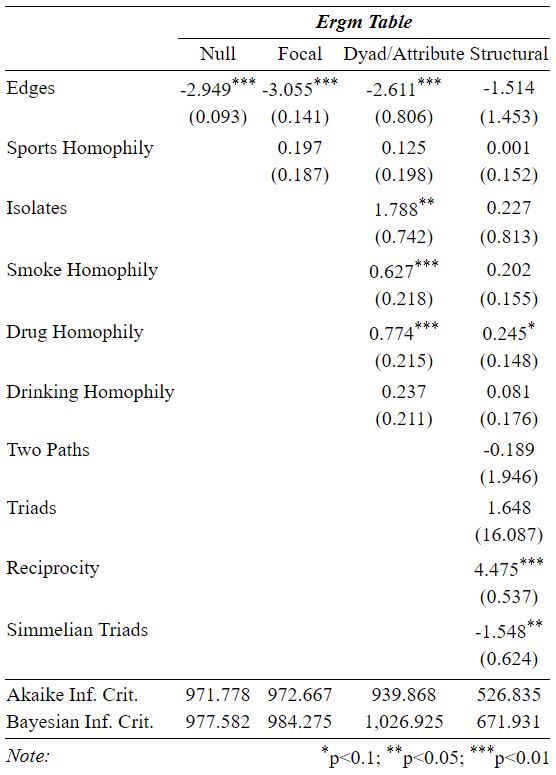 Ergm Table
Null Focal Dyad/Attribute Structural
Edges -2.949*** -3.055*** -2.611*** -1.514
(0.093) (0.141) (0.806) (1.453)
Sports Homophily 0.197 0.125 0.001
(0.187) (0.198) (0.152)
Isolates 1.788** 0.227
(0.742) (0.813)
Smoke Homophily 0.627*** 0.202
(0.218) (0.155)
Drug Homophily 0.774*** 0.245*
(0.215) (0.148)
Drinking Homophily 0.237 0.081
(0.211) (0.176)
Two Paths -0.189
(1.946)
Triads 1.648
(16.087)
Reciprocity 4.475***
(0.537)
Simmelian Triads -1.548**
(0.624)
Akaike Inf. Crit. 971.778 972.667 939.868 526.835
Bayesian Inf. Crit. 977.582 984.275 1,026.925 671.931
Note: *p<0.1; **p<0.05; ***p<0.01